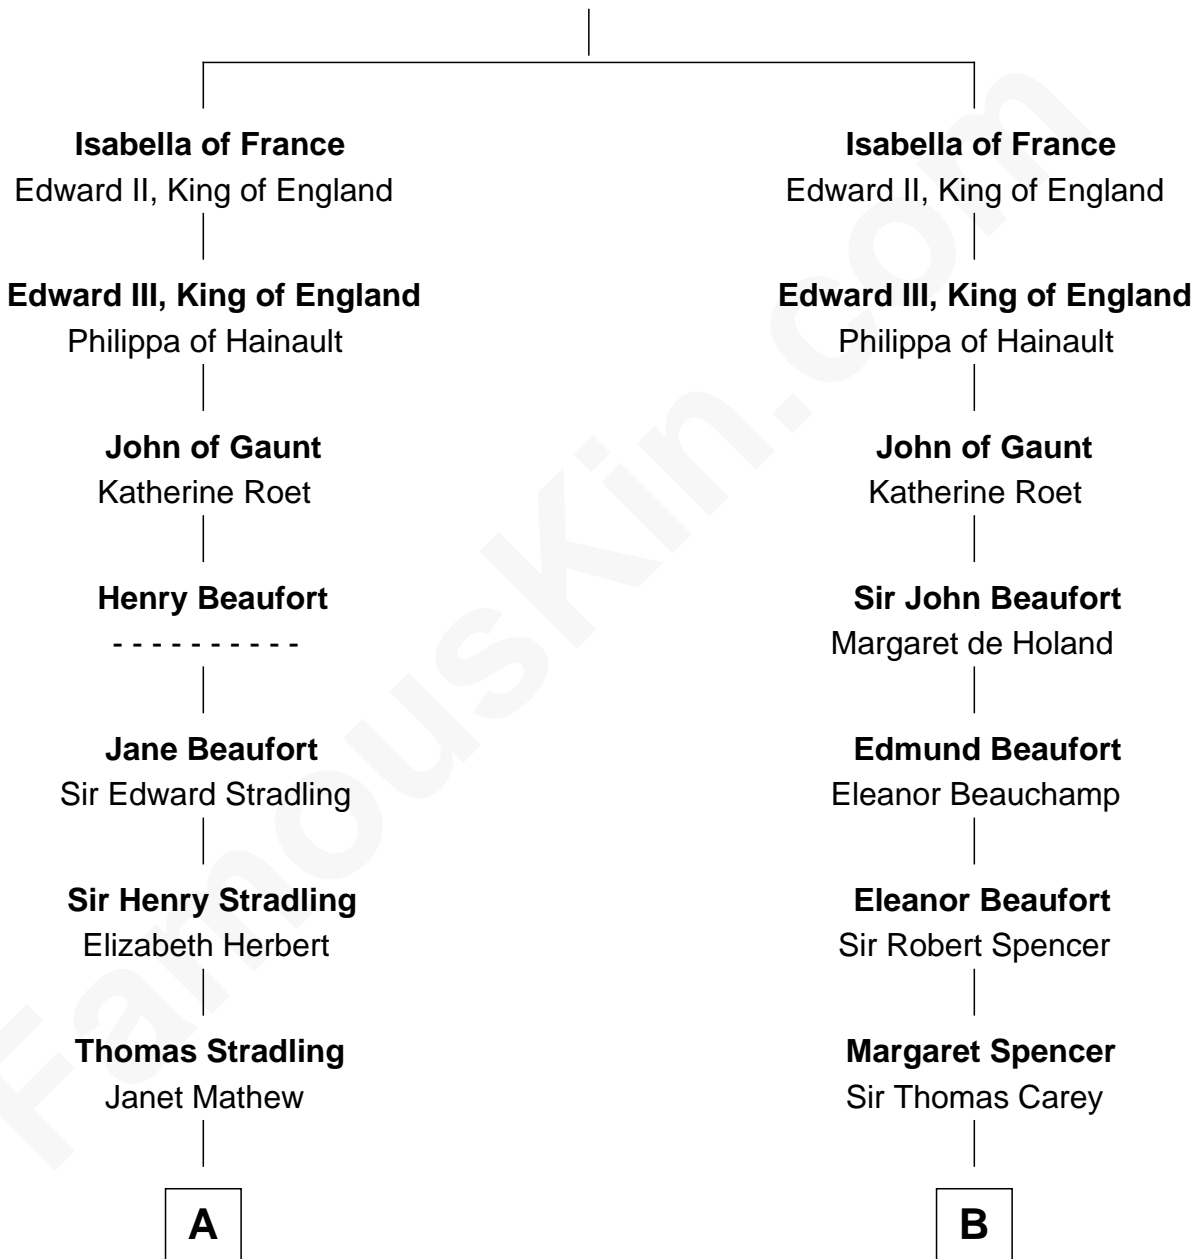 Isabella of France
Edward II, King of England
Edward III, King of England
Philippa of Hainault
John of Gaunt
Katherine Roet
Henry Beaufort
- - - - - - - - - -
Jane Beaufort
Sir Edward Stradling
Sir Henry Stradling
Elizabeth Herbert
Thomas Stradling
Janet Mathew
A
Isabella of France
Edward II, King of England
Edward III, King of England
Philippa of Hainault
John of Gaunt
Katherine Roet
Sir John Beaufort
Margaret de Holand
Edmund Beaufort
Eleanor Beauchamp
Eleanor Beaufort
Sir Robert Spencer
Margaret Spencer
Sir Thomas Carey
B
FamousKin.com